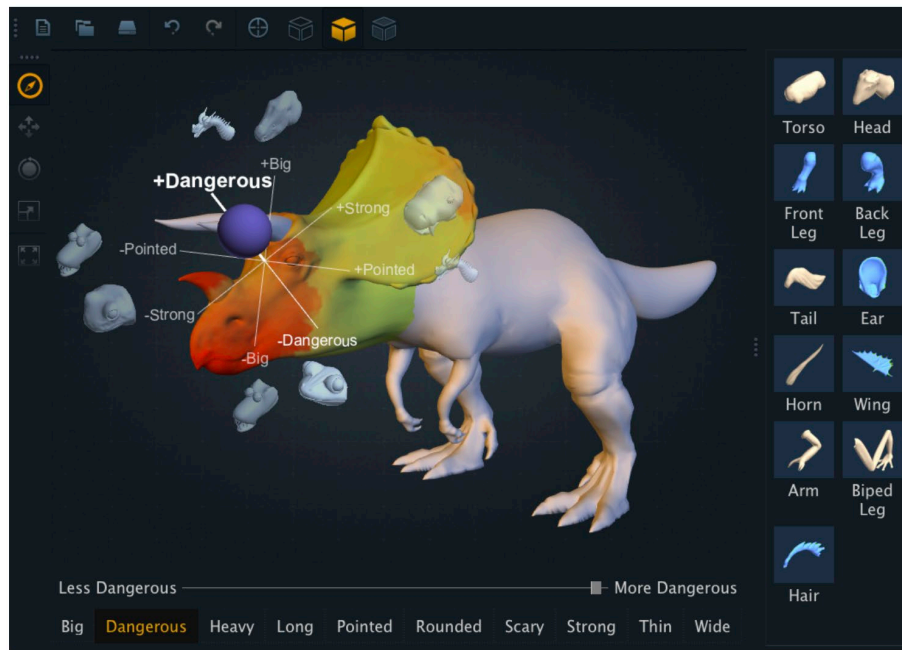 Torso Head
+Big
+Dangerous
+Strong
Front Leg Back Leg
-Pointed
+Pointed
-Strong
Tail Ear
-Dangerous
-Big
Horn Wing
Arm Biped Leg
Less Dangerous More Dangerous
Hair
Big Dangerous Heavy Long Pointed Rounded Scary Strong Thin Wide